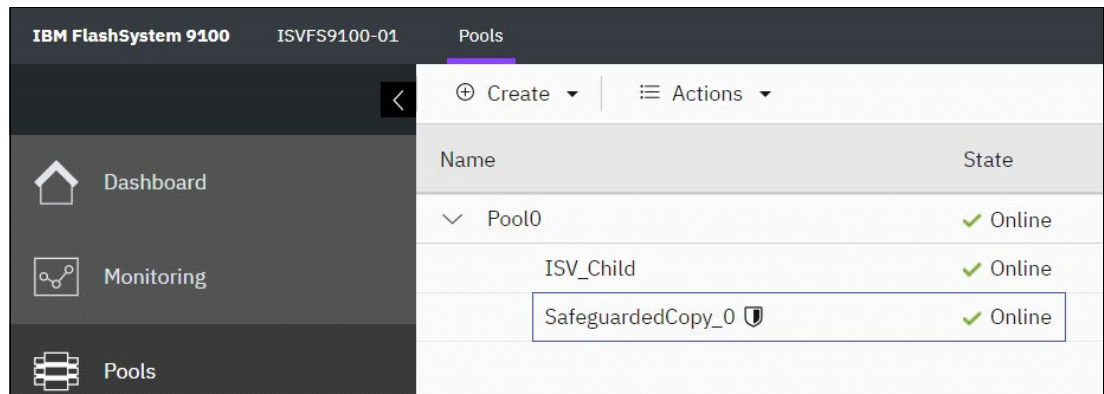 IBM FlashSystem 9100 ISVFS9100-01 Pools
Create Actions
Name State
Dashboard
Pool0 Online
Monitoring
ISV_Child Online
SafeguardedCopy_0 Online
Pools